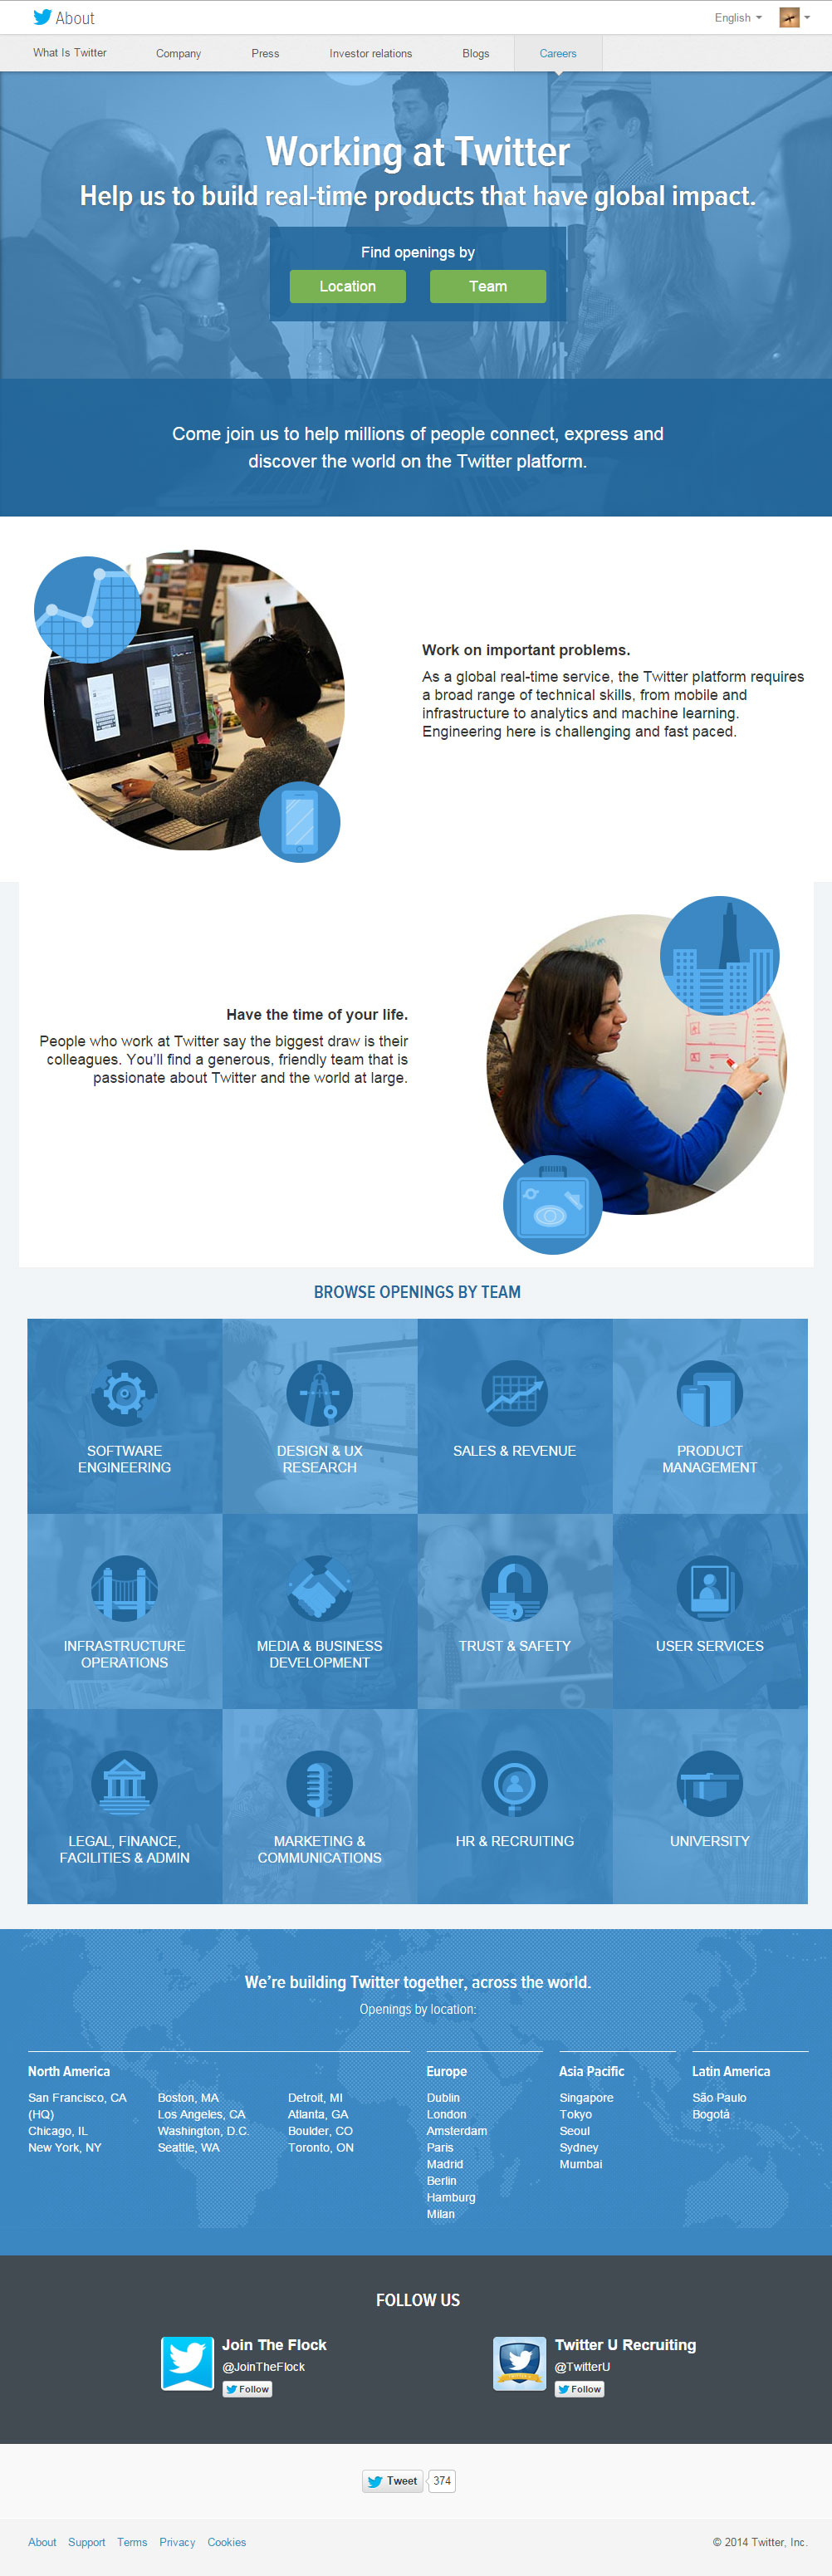 About
English
What Is Twitter
Company
Press
Investor relations
Blogs
Careers
Working at Twitter
Help us to build real-time products that have global impact.
Find openings by
Location
Team
Come join us to help millions of people connect, express and
discover the world on the Twitter platform.
Work on important problems.
As a global real-time service, the Twitter platform requires
a broad range of technical skills, from mobile and
infrastructure to analytics and machine learning.
Engineering here is challenging and fast paced.
Have the time of your life.
People who work at Twitter say the biggest draw is their
colleagues. You’ll find a generous, friendly team that is
passionate about Twitter and the world at large.
BROWSE OPENINGS BY TEAM
SOFTWARE
ENGINEERING
DESIGN & UX
RESEARCH
SALES & REVENUE
PRODUCT
MANAGEMENT
INFRASTRUCTURE
OPERATIONS
MEDIA & BUSINESS
DEVELOPMENT
TRUST & SAFETY
USER SERVICES
LEGAL, FINANCE,
FACILITIES & ADMIN
MARKETING &
COMMUNICATIONS
HR & RECRUITING
UNIVERSITY
We’re building Twitter together, across the world.
Openings by location:
North America
San Francisco, CA
(HQ)
Chicago, IL
New York, NY
Boston, MA
Los Angeles, CA
Washington, D.C.
Seattle, WA
Detroit, MI
Atlanta, GA
Boulder, CO
Toronto, ON
Europe
Dublin
London
Amsterdam
Paris
Madrid
Berlin
Hamburg
Milan
Asia Pacific
Singapore
Tokyo
Seoul
Sydney
Mumbai
Latin America
São Paulo
Bogotá
FOLLOW US
Join The Flock
@JoinTheFlock
Follow
Twitter U Recruiting
@TwitterU
Follow
Tweet
374
About
Support
Terms
Privacy
Cookies
© 2014 Twitter, Inc.